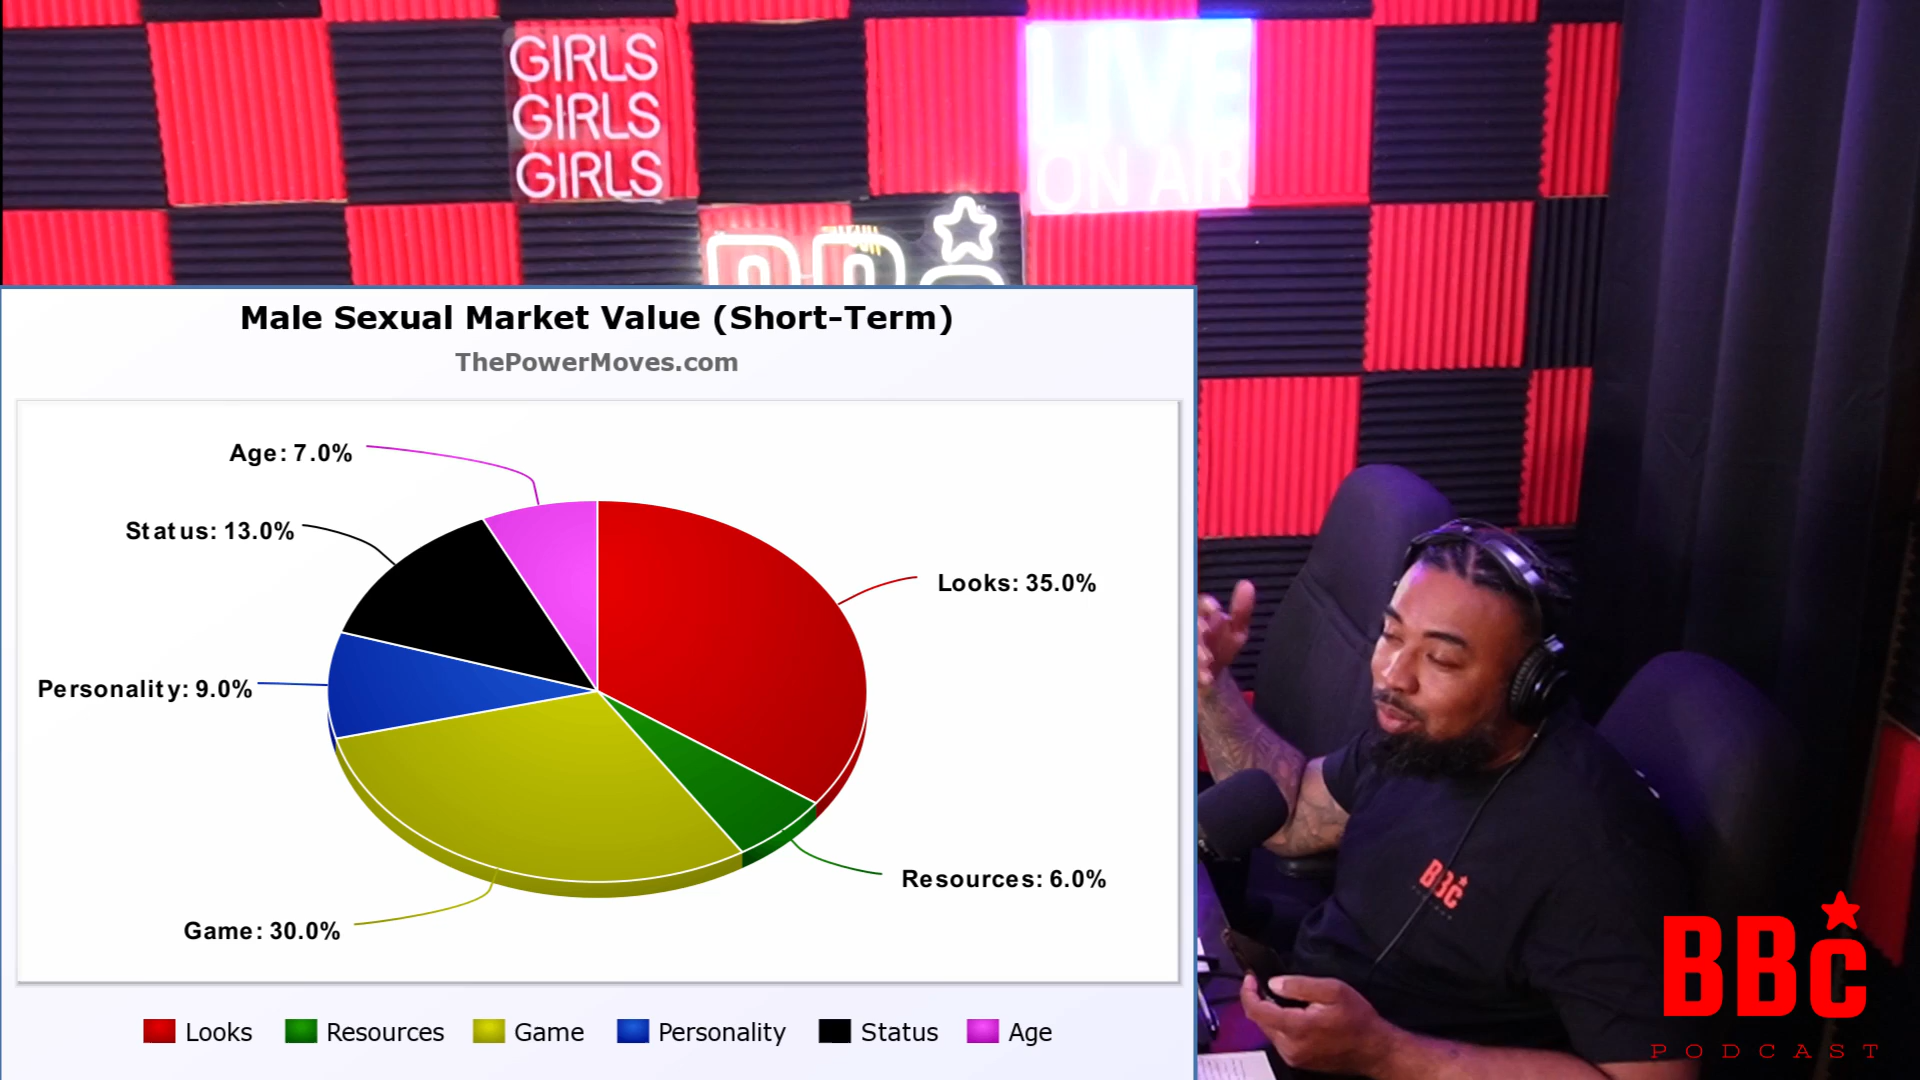 GIRLS
GIRLS
GIRLS
LIVE
ON AIR
Male Sexual Market Value (Short-Term)
ThePowerMoves.com
Age: 7.0%
Status: 13.0%
Looks: 35.0%
Personality: 9.0%
Resources: 6.0%
Game: 30.0%
Looks
Resources
Game
Personality
Status
Age
BBC
BBC
PODCAST